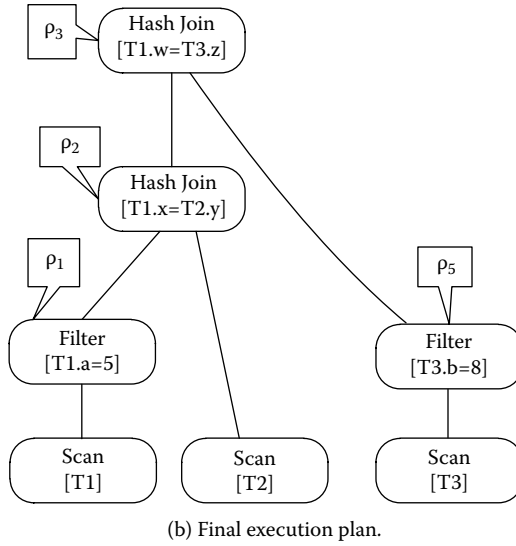 ρ3
Hash Join
[T1.w=T3.z]
ρ2
Hash Join
[T1.x=T2.y]
ρ1
ρ5
Filter
[T1.a=5]
Filter
[T3.b=8]
Scan
[T1]
Scan
[T2]
Scan
[T3]
(b) Final execution plan.